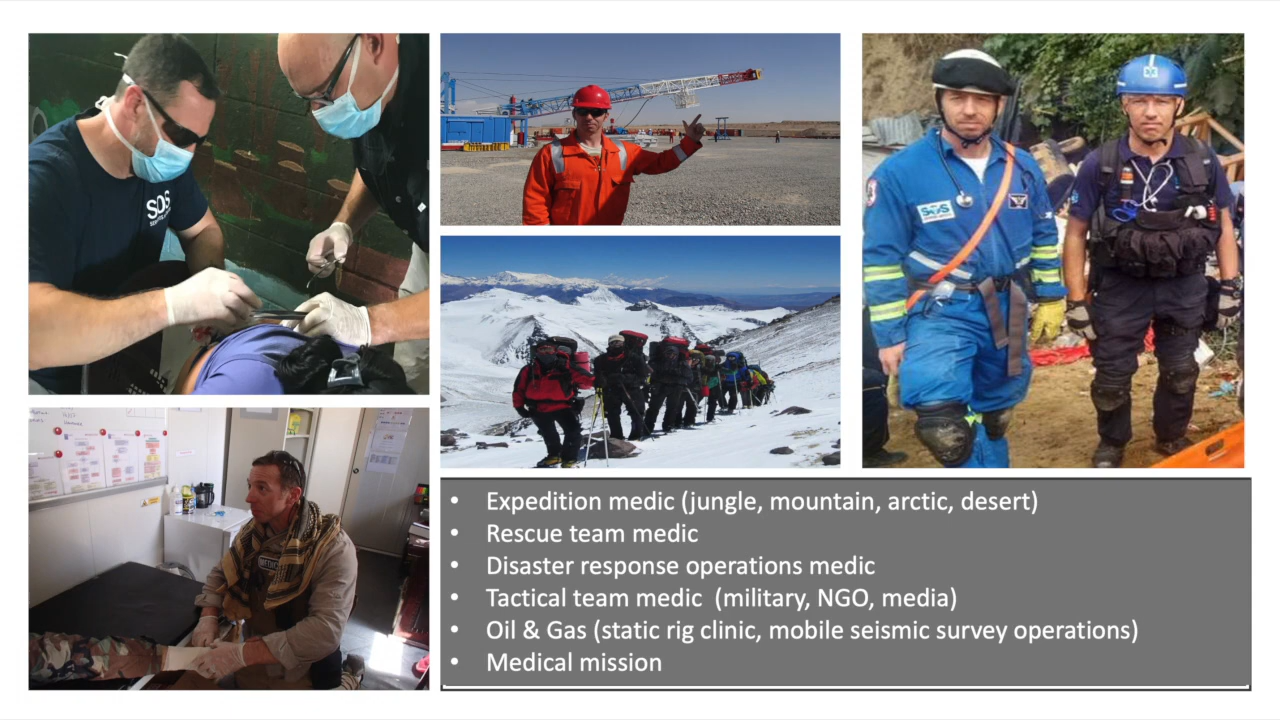 SOS
SOS
MEDIC
• Expedition medic (jungle, mountain, arctic, desert)
• Rescue team medic
• Disaster response operations medic
• Tactical team medic  (military, NGO, media)
• Oil & Gas (static rig clinic, mobile seismic survey operations)
• Medical mission